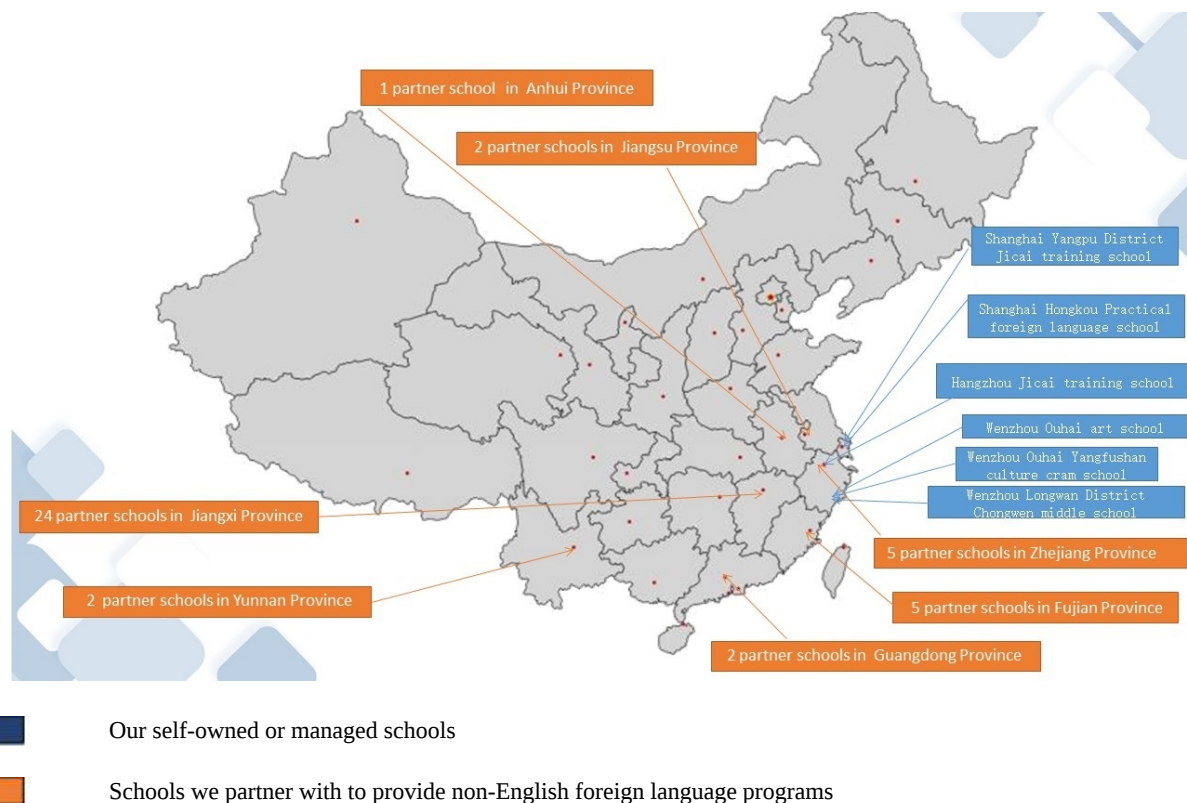 1 partner school in Anhui Province
2 partner schools in Jiangsu Province
Shanghai Yangpu District
Jicai training school
Shanghai Hongkou Practical
foreign language school
Hangzhou Jicai training school
Wenzhou Ouhai art school
Wenzhou Ouhai Yangfushan
culture cram school
Wenzhou Longwan District
Chongwen middle school
24 partner schools in Jiangxi Province
5 partner schools in Zhejiang Province
2 partner schools in Yunnan Province
5 partner schools in Fujian Province
2 partner schools in Guangdong Province
Our self-owned or managed schools
Schools we partner with to provide non-English foreign language programs